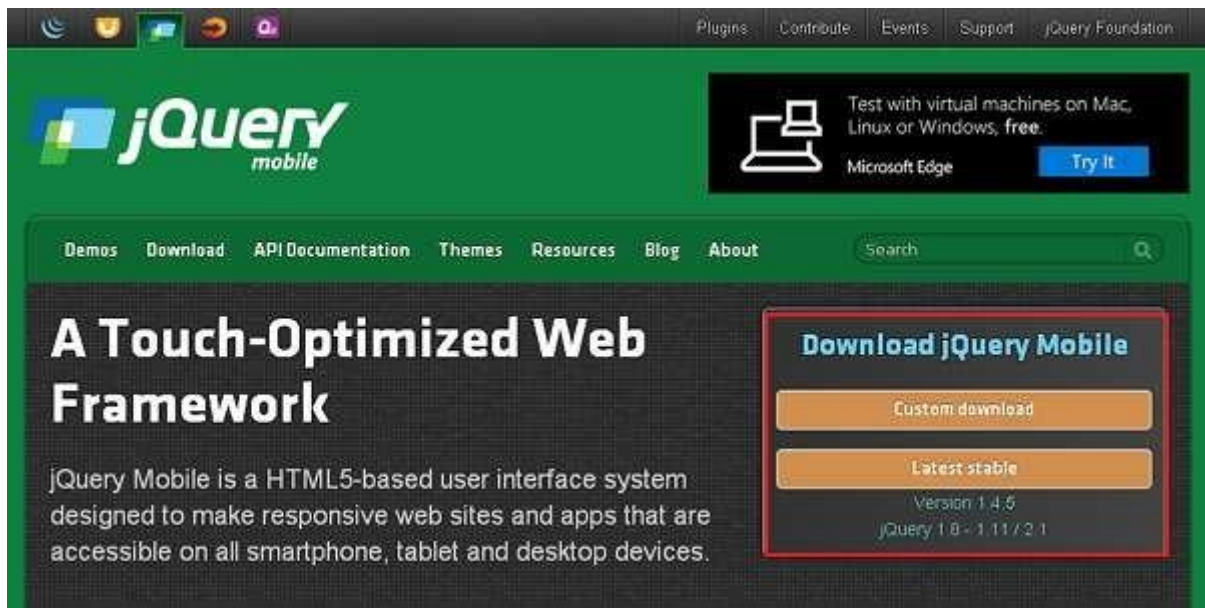 Plugins Contribute Events Support jQuery Foundation
jQuery
mobile
Test with virtual machines on Mac,
Linux or Windows, free.
Microsoft Edge
Try It
Demos Download API Documentation Themes Resources Blog About
Search
A Touch-Optimized Web
Framework
jQuery Mobile is a HTML5-based user interface system
designed to make responsive web sites and apps that are
accessible on all smartphone, tablet and desktop devices.
Download jQuery Mobile
Custom download
Latest stable
Version 1.4.5
jQuery 1.8 - 1.11 / 2.1